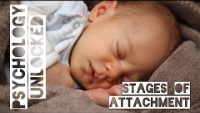 PSYCHOLOGY
UNLOCKED
STAGES OF
ATTACHMENT